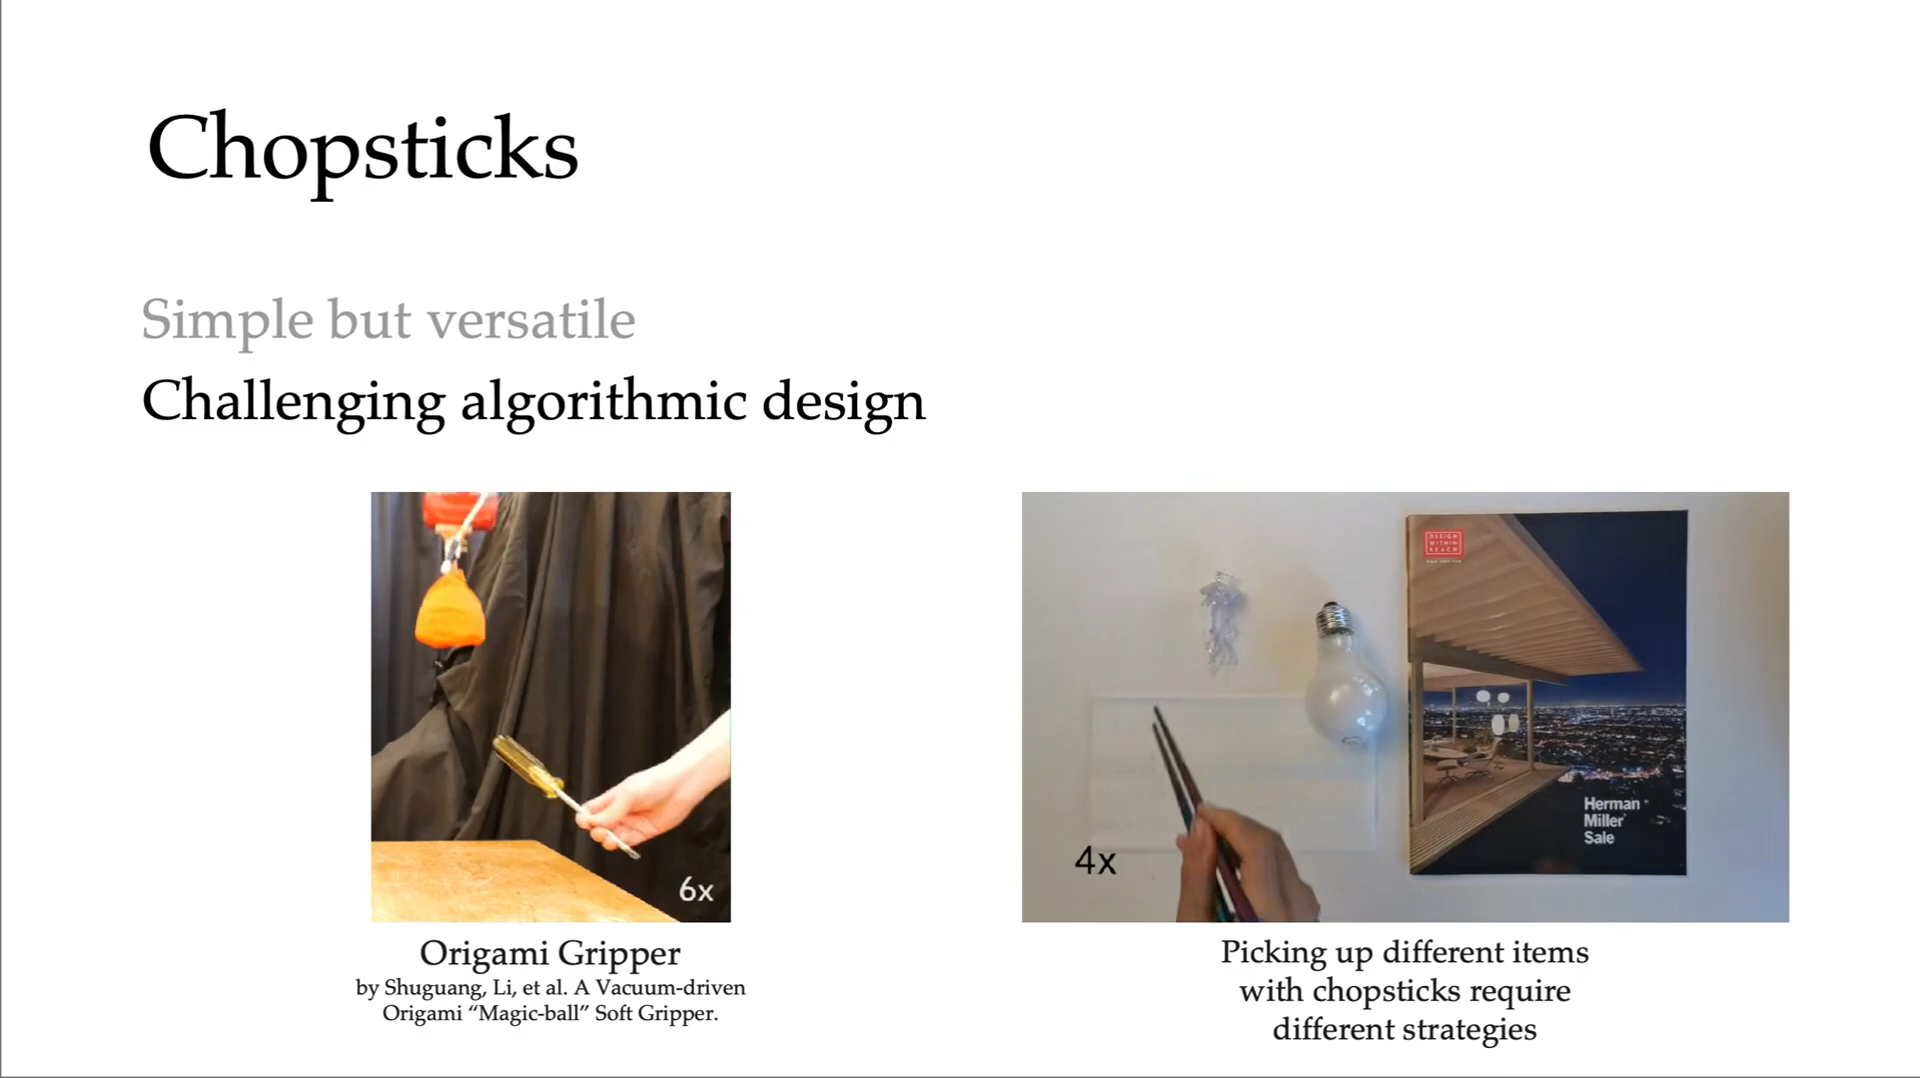 Chopsticks
Simple but versatile
Challenging algorithmic design
6x
Origami Gripper
by Shuguang, Li, et al. A Vacuum-driven
Origami “Magic-ball” Soft Gripper.
DESIGN
WITHIN
REACH
Herman
Miller
Sale
4x
Picking up different items
with chopsticks require
different strategies